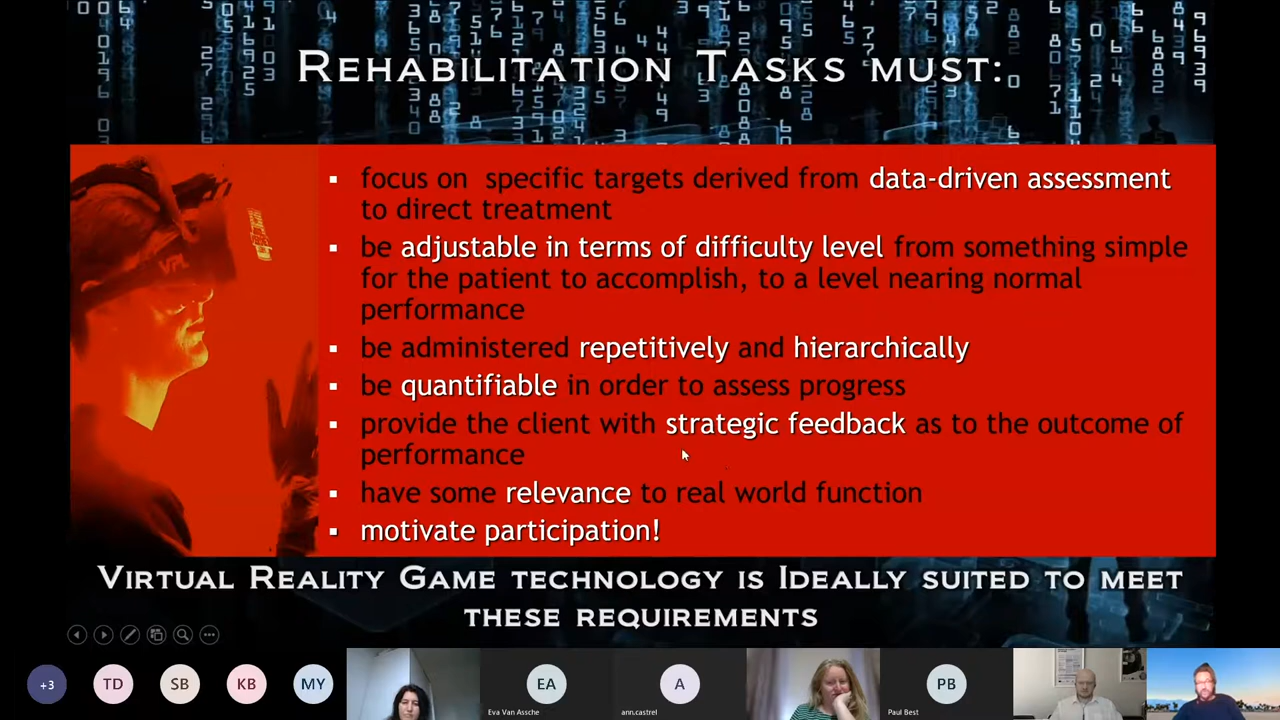 Rehabilitation Tasks must:
▪ focus on specific targets derived from data-driven assessment
to direct treatment
▪ be adjustable in terms of difficulty level from something simple
for the patient to accomplish, to a level nearing normal
performance
▪ be administered repetitively and hierarchically
▪ be quantifiable in order to assess progress
▪ provide the client with strategic feedback as to the outcome of
performance
▪ have some relevance to real world function
▪ motivate participation!
VPL
Virtual Reality Game technology is Ideally suited to meet
these requirements
+3
TD
SB
KB
MY
EA
Eva Van Assche
A
ann.castrel
PB
Paul Best